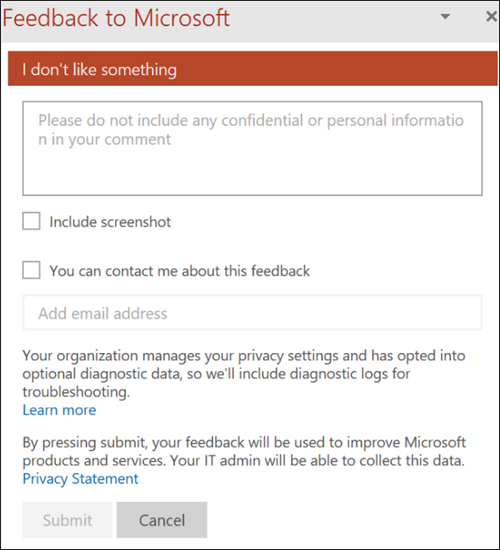 Feedback to Microsoft
I don't like something
Please do not include any confidential or personal informatio
n in your comment
Include screenshot
You can contact me about this feedback
Add email address
Your organization manages your privacy settings and has opted into
optional diagnostic data, so we'll include diagnostic logs for
troubleshooting.
Learn more
By pressing submit, your feedback will be used to improve Microsoft
products and services. Your IT admin will be able to collect this data.
Privacy Statement
Submit
Cancel